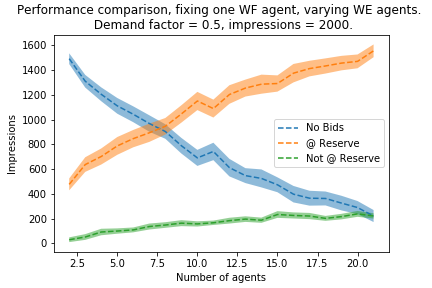 Performance comparison, fixing one WF agent, varying WE agents.
Demand factor = 0.5, impressions = 2000.
1600
1400
1200
1000
800
600
400
200
0
Impressions
No Bids
@ Reserve
Not @ Reserve
2.5 5.0 7.5 10.0 12.5 15.0 17.5 20.0
Number of agents